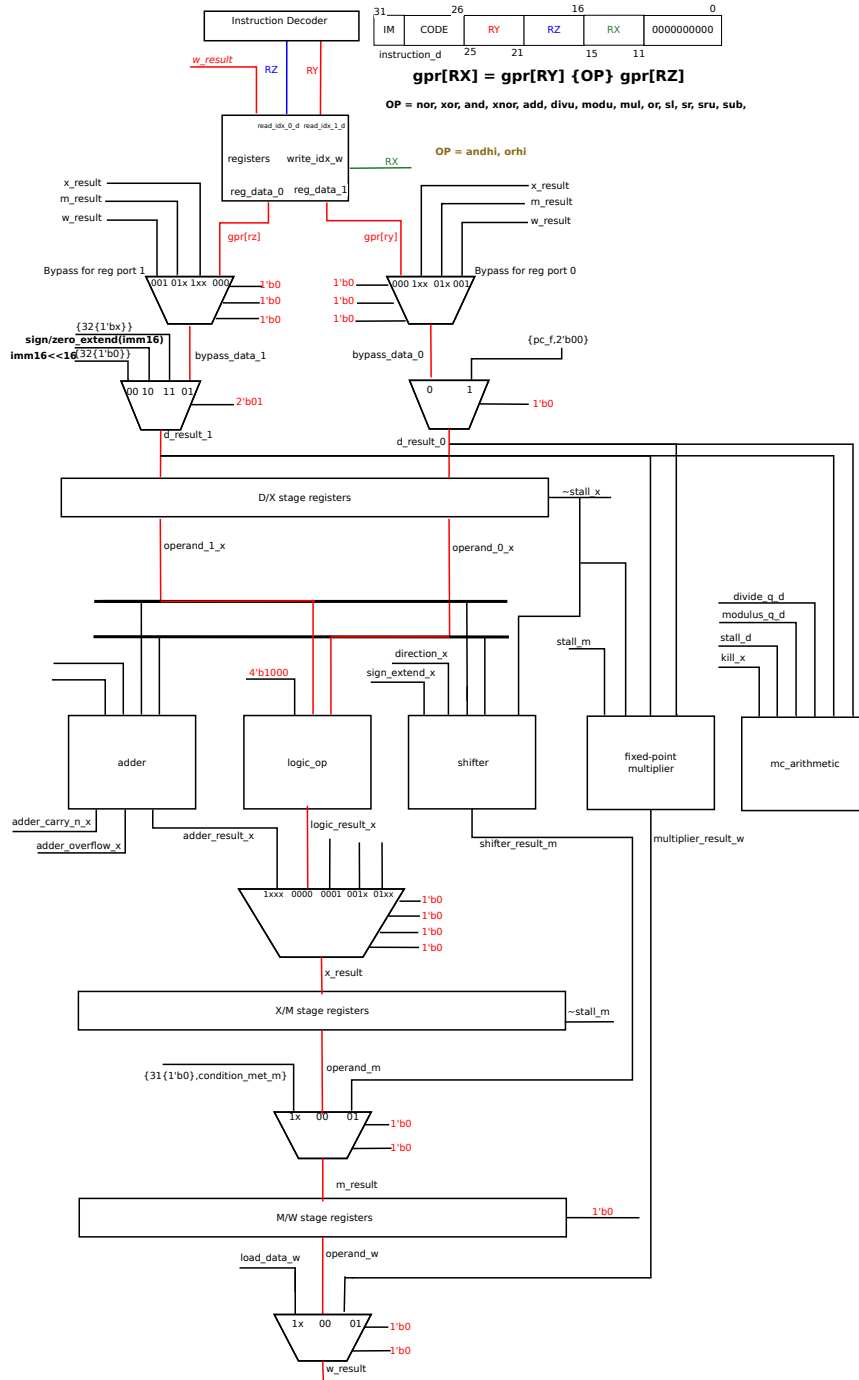 Instruction Decoder
31 26 16 0
IM CODE RY RZ RX 0000000000
instruction_d 25 21 15 11
gpr[RX] = gpr[RY] {OP} gpr[RZ]
OP = nor, xor, and, xnor, add, divu, modu, mul, or, sl, sr, sru, sub,
OP = andhi, orhi
w_result
RZ
RY
read_idx_0_d read_idx_1_d
registers write_idx_w
reg_data_0 reg_data_1
RX
x_result
m_result
w_result
gpr[rz]
gpr[ry]
x_result
m_result
w_result
Bypass for reg port 1
001 01x 1xx 000
1'b0
1'b0
1'b0
1'b0
1'b0
1'b0
000 1xx 01x 001
Bypass for reg port 0
{32{1'bx}}
sign/zero_extend(imm16)
imm16<<16 {32{1'b0}}
bypass_data_1
bypass_data_0
{pc_f,2'b00}
00 10 11 01
2'b01
0 1
1'b0
d_result_1
d_result_0
D/X stage registers
~stall_x
operand_1_x
operand_0_x
4'b1000
direction_x
sign_extend_x
stall_m
divide_q_d
modulus_q_d
stall_d
kill_x
adder
logic_op
shifter
fixed-point
multiplier
mc_arithmetic
adder_carry_n_x
adder_overflow_x
adder_result_x
logic_result_x
shifter_result_m
multiplier_result_w
1xxx 0000 0001 001x 01xx
1'b0
1'b0
1'b0
1'b0
x_result
X/M stage registers
~stall_m
{31{1'b0},condition_met_m}
operand_m
1x 00 01
1'b0
1'b0
m_result
M/W stage registers
1'b0
load_data_w
operand_w
1x 00 01
1'b0
1'b0
w_result